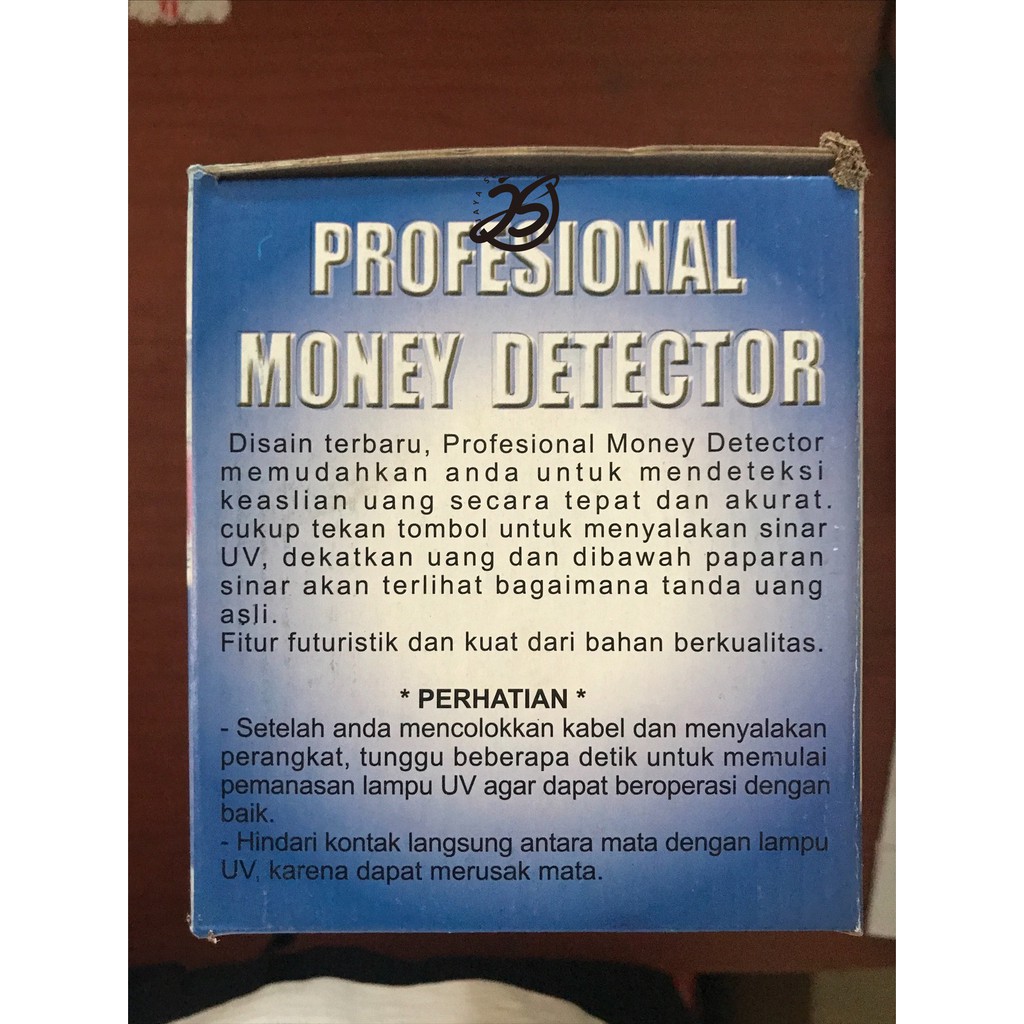 PROFESIONAL
MONEY DETECTOR
Disain terbaru, Profesional Money Detector
memudahkan anda untuk mendeteksi
keaslian uang secara tepat dan akurat.
cukup tekan tombol untuk menyalakan sinar
UV, dekatkan uang dan dibawah paparan
sinar akan terlihat bagaimana tanda uang
asli.
Fitur futuristik dan kuat dari bahan berkualitas.
* PERHATIAN *
- Setelah anda mencolokkan kabel dan menyalakan
perangkat, tunggu beberapa detik untuk memulai
pemanasan lampu UV agar dapat beroperasi dengan
baik.
- Hindari kontak langsung antara mata dengan lampu
UV, karena dapat merusak mata.